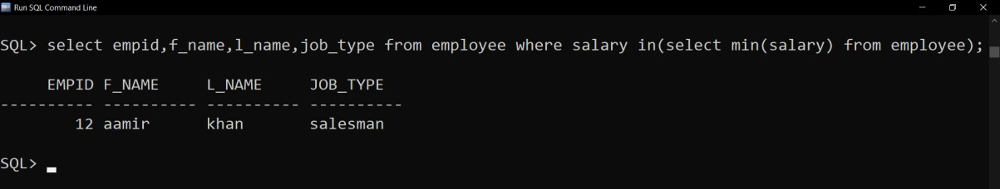 Run SQL Command Line
SQL> select empid,f_name,l_name,job_type from employee where salary in(select min(salary) from employee);
EMPID F_NAME L_NAME JOB_TYPE
---------- ---------- ---------- ----------
12 aamir khan salesman
SQL>